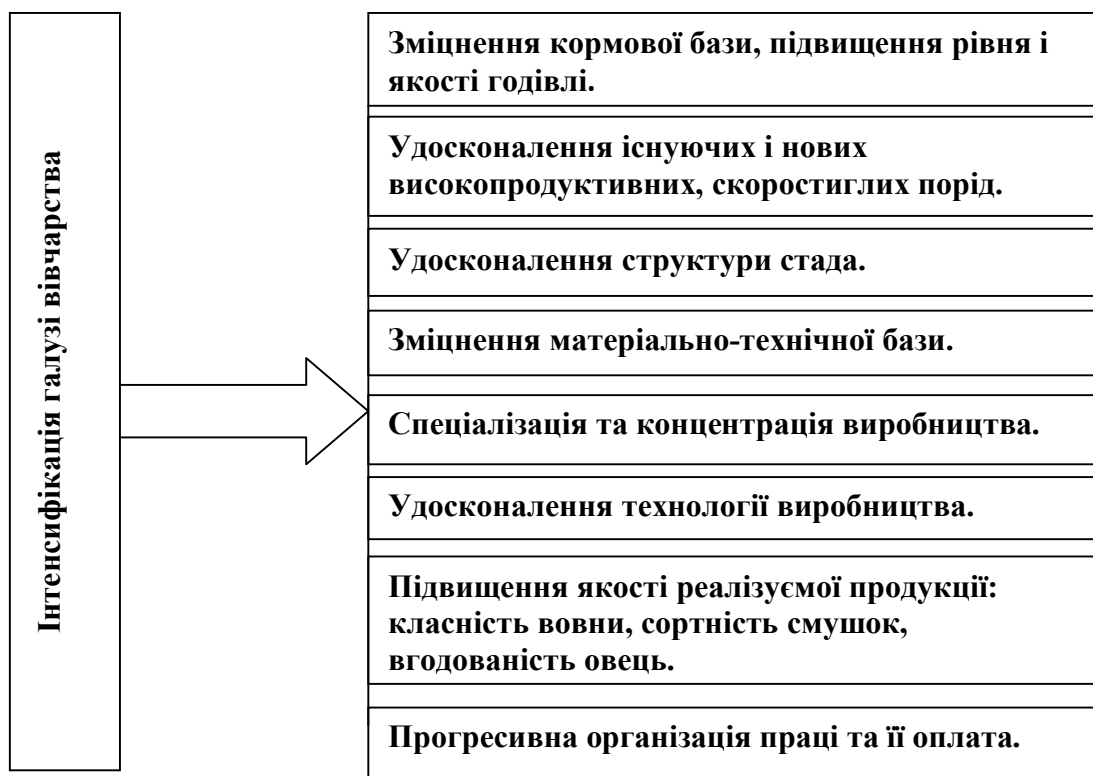 Інтенсифікація галузі вівчарства
Зміцнення кормової бази, підвищення рівня і
якості годівлі.
Удосконалення існуючих і нових
високопродуктивних, скоростиглих порід.
Удосконалення структури стада.
Зміцнення матеріально-технічної бази.
Спеціалізація та концентрація виробництва.
Удосконалення технології виробництва.
Підвищення якості реалізуємої продукції:
класність вовни, сортність смушок,
вгодованість овець.
Прогресивна організація праці та її оплата.